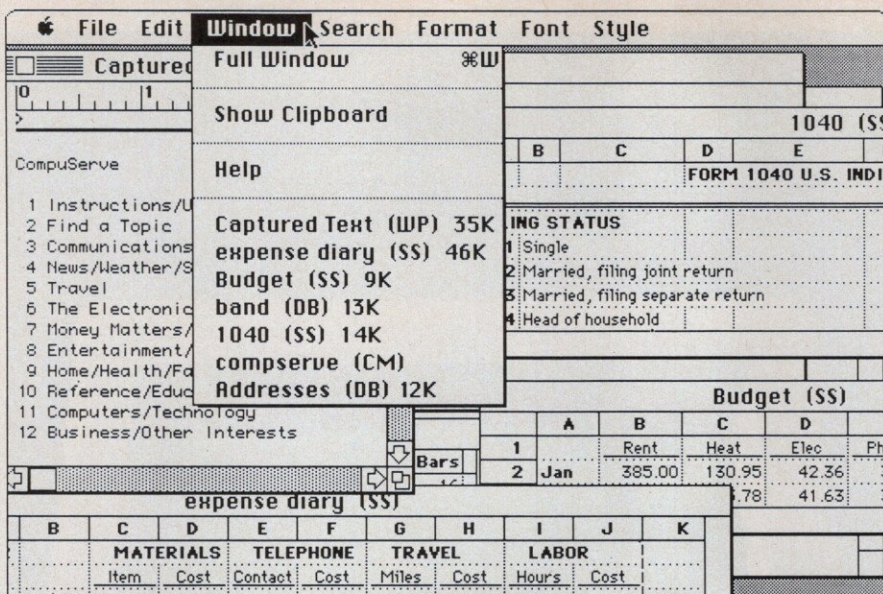 File Edit Window Search Format Font Style
Captured
Full Window ⌘W
Show Clipboard
Help
Captured Text (WP) 35K
expense diary (SS) 46K
Budget (SS) 9K
band (DB) 13K
1040 (SS) 14K
compserve (CM)
Addresses (DB) 12K
0 1
CompuServe
1 Instructions/U
2 Find a Topic
3 Communications
4 News/Weather/S
5 Travel
6 The Electronic
7 Money Matters/
8 Entertainment/
9 Home/Health/Fa
10 Reference/Educ
11 Computers/Technology
12 Business/Other Interests
1040 (SS
B C D E
FORM 1040 U.S. INDI
ING STATUS
1 Single
2 Married, filing joint return
3 Married, filing separate return
4 Head of household
Budget (SS)
A B C D
1 Rent Heat Elec Ph
2 Jan 385.00 130.95 42.36
.78 41.63
Bars
expense diary (SS)
B C D E F G H I J K
MATERIALS TELEPHONE TRAVEL LABOR
Item Cost Contact Cost Miles Cost Hours Cost